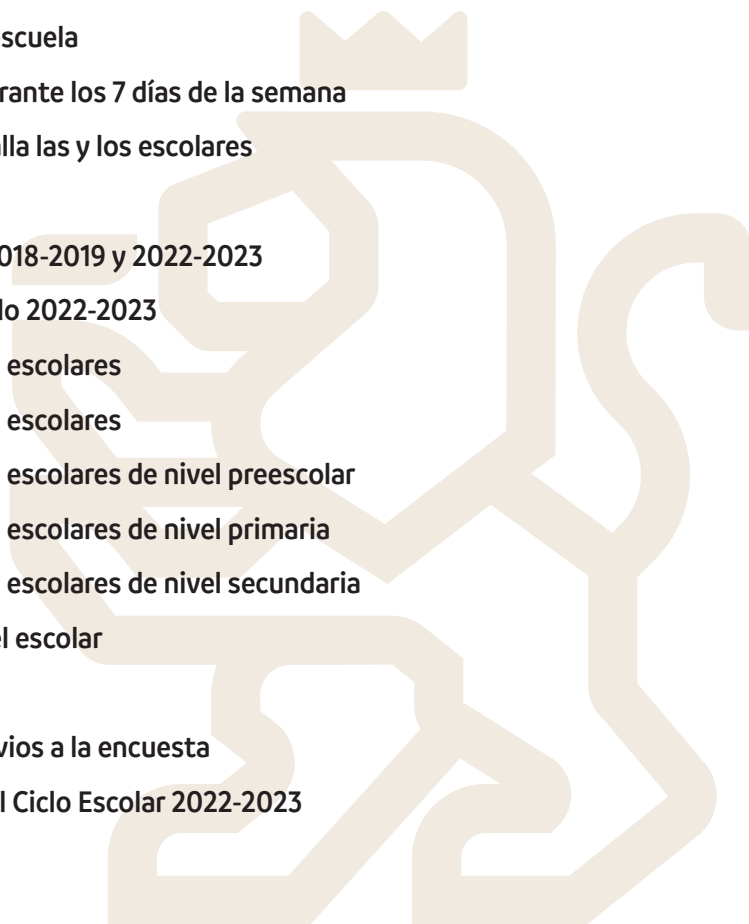 scuela
rante los 7 días de la semana
lla las y los escolares
018-2019 y 2022-2023
lo 2022-2023
escolares
escolares
escolares de nivel preescolar
escolares de nivel primaria
escolares de nivel secundaria
el escolar
vios a la encuesta
l Ciclo Escolar 2022-2023